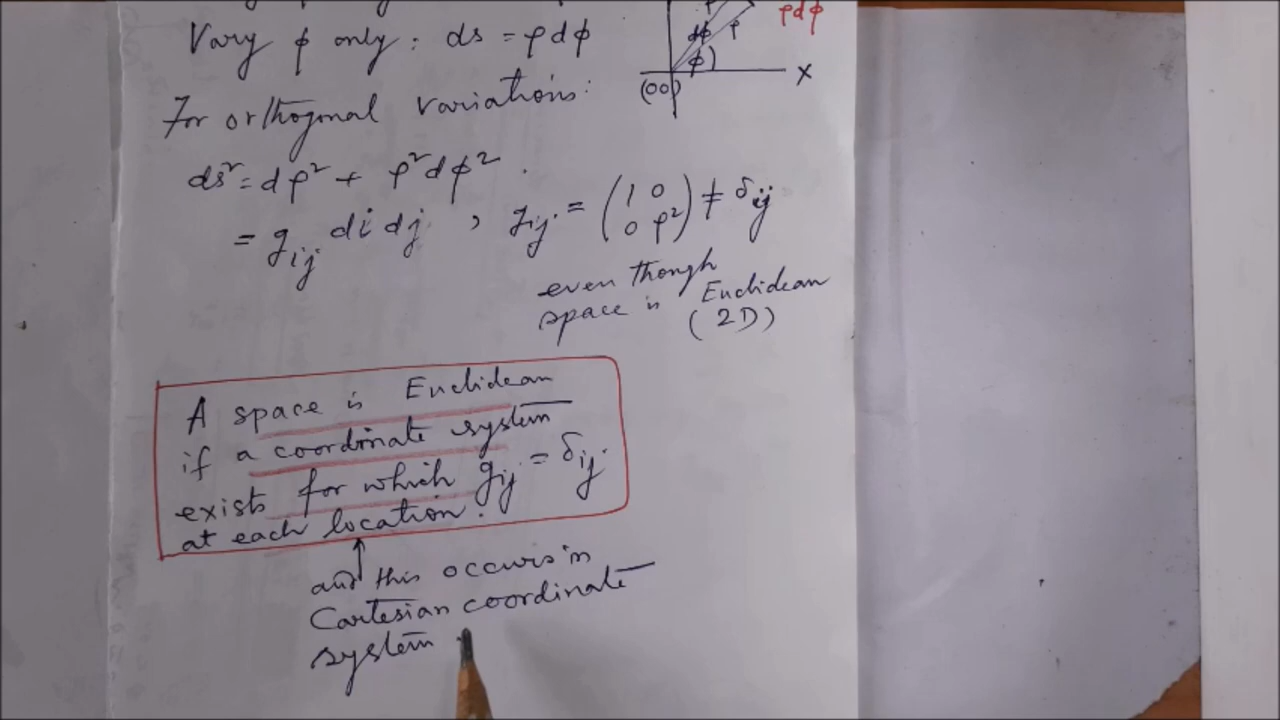 Vary ϕ only: ds = ρdϕ
ρdϕ
dϕ ρ
ϕ
X
(00)
For orthogonal variations:
ds² = dρ² + ρ²dϕ².
= gij di dj , gij = (1 0 0 ρ²) ≠ δij
even though
space is Euclidean
(2D)
A space is Euclidean
if a coordinate system
exists for which gij = δij.
at each location.
and this occurs in
Cartesian coordinate
system